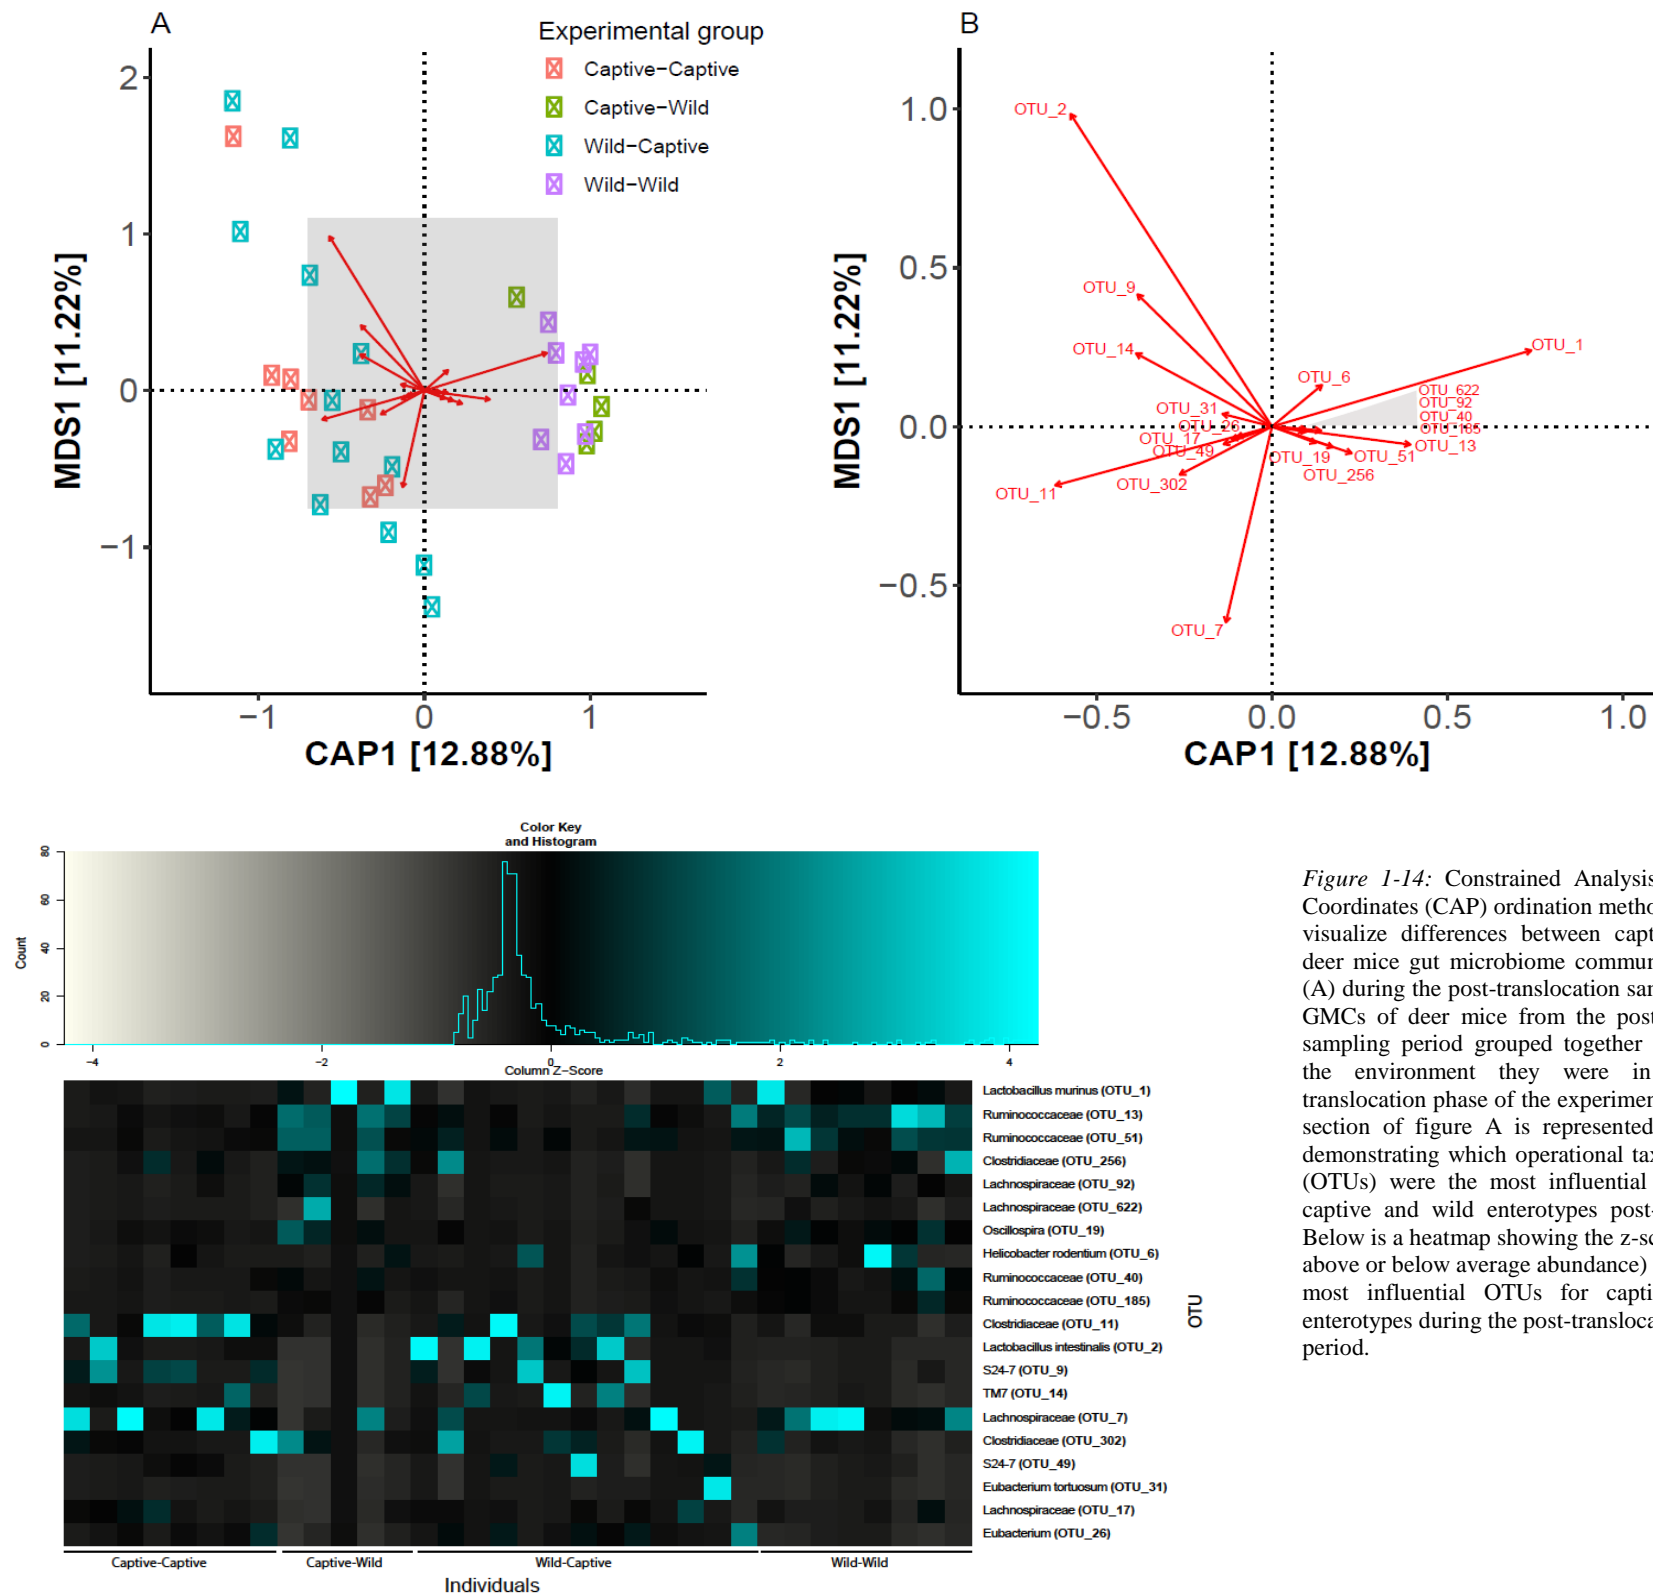 A
Experimental group
Captive−Captive
Captive−Wild
Wild−Captive
Wild−Wild
2
1
0
−1
MDS1 [11.22%]
−1
0
1
CAP1 [12.88%]
B
1.0
0.5
0.0
−0.5
MDS1 [11.22%]
OTU_2
OTU_9
OTU_14
OTU_1
OTU_6
OTU_622
OTU_92
OTU_40
OTU_185
OTU_31
OTU_26
OTU_17
OTU_49
OTU_13
OTU_19
OTU_51
OTU_256
OTU_302
OTU_11
OTU_7
−0.5
0.0
0.5
1.0
CAP1 [12.88%]
Color Key
and Histogram
Count
0
20
40
60
80
−4
−2
0
2
4
Column Z−Score
Lactobacillus murinus (OTU_1)
Ruminococcaceae (OTU_13)
Ruminococcaceae (OTU_51)
Clostridiaceae (OTU_256)
Lachnospiraceae (OTU_92)
Lachnospiraceae (OTU_622)
Oscillospira (OTU_19)
Helicobacter rodentium (OTU_6)
Ruminococcaceae (OTU_40)
Ruminococcaceae (OTU_185)
Clostridiaceae (OTU_11)
Lactobacillus intestinalis (OTU_2)
S24-7 (OTU_9)
TM7 (OTU_14)
Lachnospiraceae (OTU_7)
Clostridiaceae (OTU_302)
S24-7 (OTU_49)
Eubacterium tortuosum (OTU_31)
Lachnospiraceae (OTU_17)
Eubacterium (OTU_26)
OTU
Captive-Captive
Captive-Wild
Wild-Captive
Wild-Wild
Individuals
Figure 1-14: Constrained Analysis
Coordinates (CAP) ordination metho
visualize differences between capt
deer mice gut microbiome commun
(A) during the post-translocation sam
GMCs of deer mice from the post
sampling period grouped together
the environment they were in
translocation phase of the experimen
section of figure A is represented
demonstrating which operational tax
(OTUs) were the most influential
captive and wild enterotypes post-
Below is a heatmap showing the z-sc
above or below average abundance)
most influential OTUs for capti
enterotypes during the post-transloca
period.